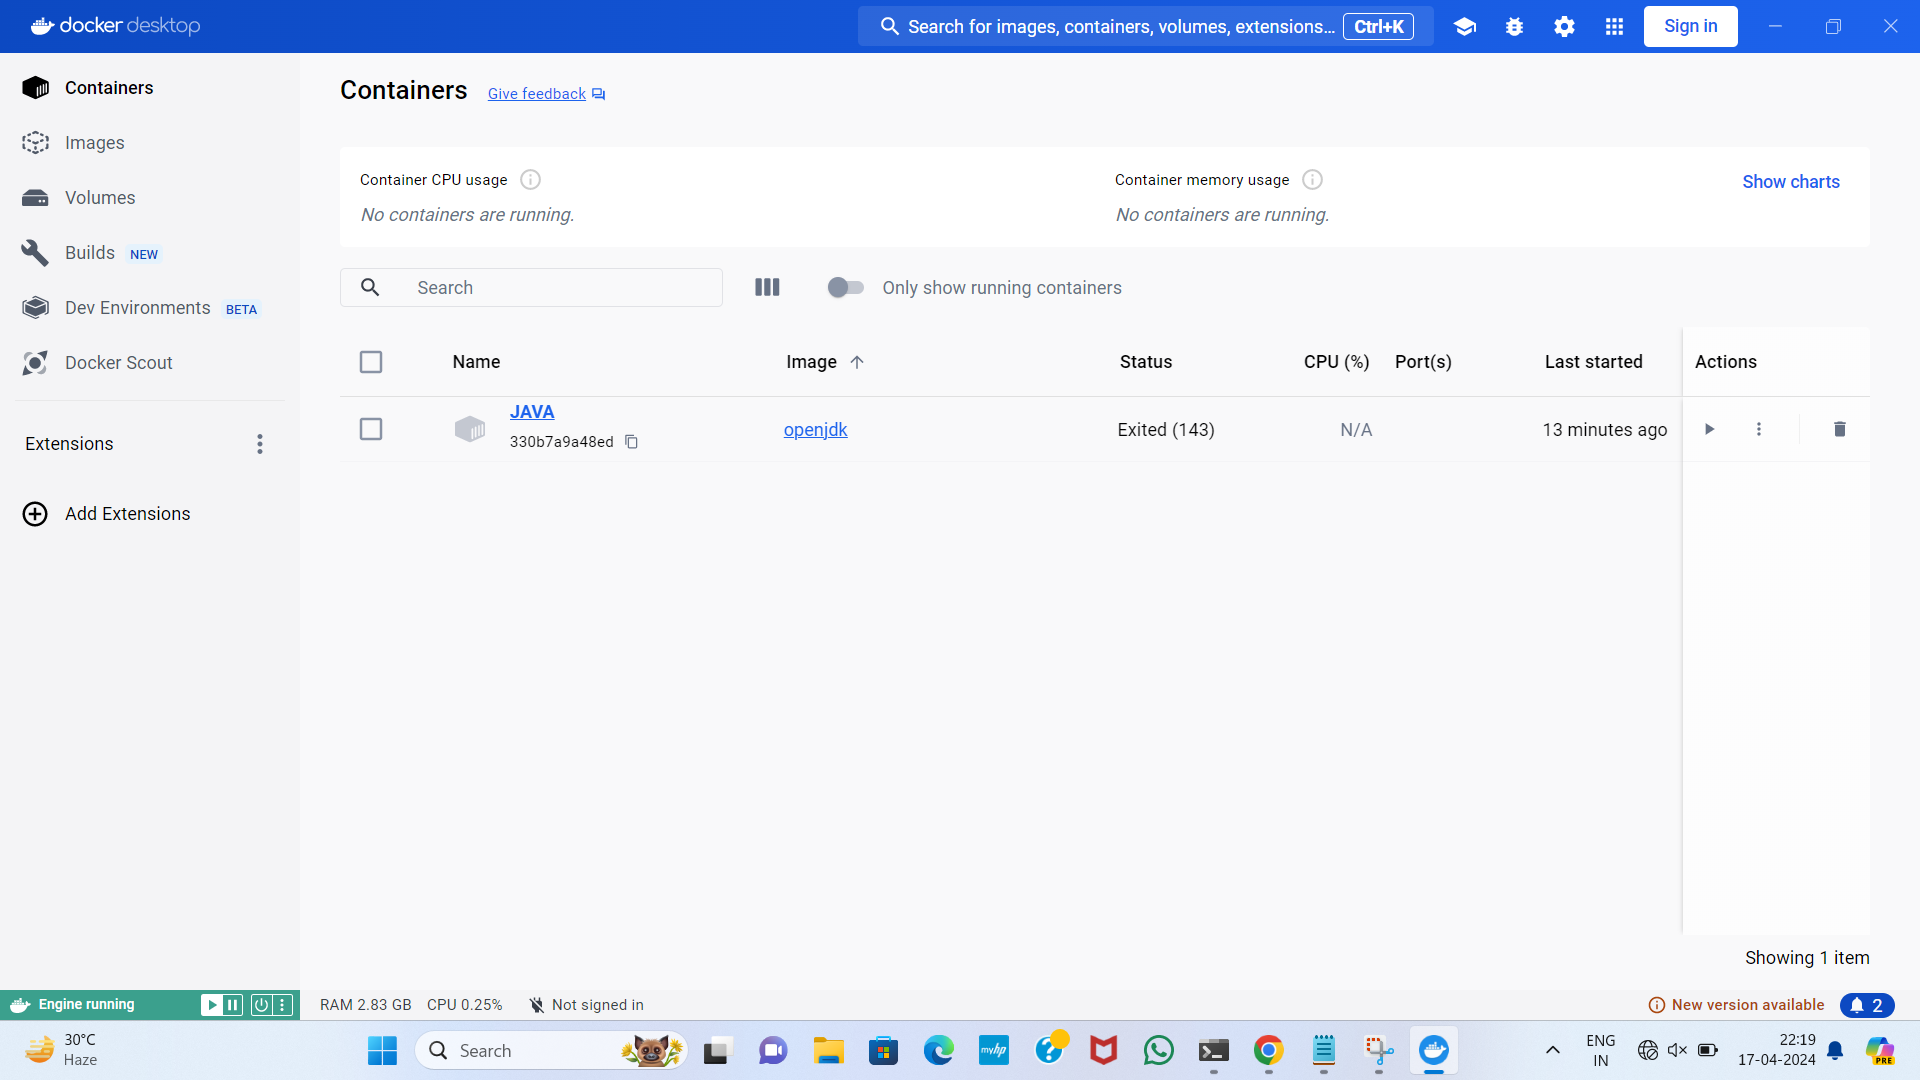 docker desktop
Search for images, containers, volumes, extensions... Ctrl+K
Sign in
Containers
Images
Volumes
Builds NEW
Dev Environments BETA
Docker Scout
Extensions
Add Extensions
Containers Give feedback
Container CPU usage
No containers are running.
Container memory usage
No containers are running.
Show charts
Search
Only show running containers
Name Image Status CPU (%) Port(s) Last started Actions
JAVA
330b7a9a48ed
openjdk Exited (143) N/A 13 minutes ago
Showing 1 item
Engine running
RAM 2.83 GB CPU 0.25% Not signed in
New version available 2
30°C
Haze
Search
myhp
ENG
IN
22:19
17-04-2024
PRE